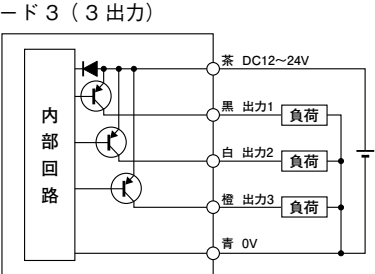 ード3(3出力)
茶 DC12～24V
黒 出力1
負荷
白 出力2
負荷
橙 出力3
負荷
青 0V
内部回路